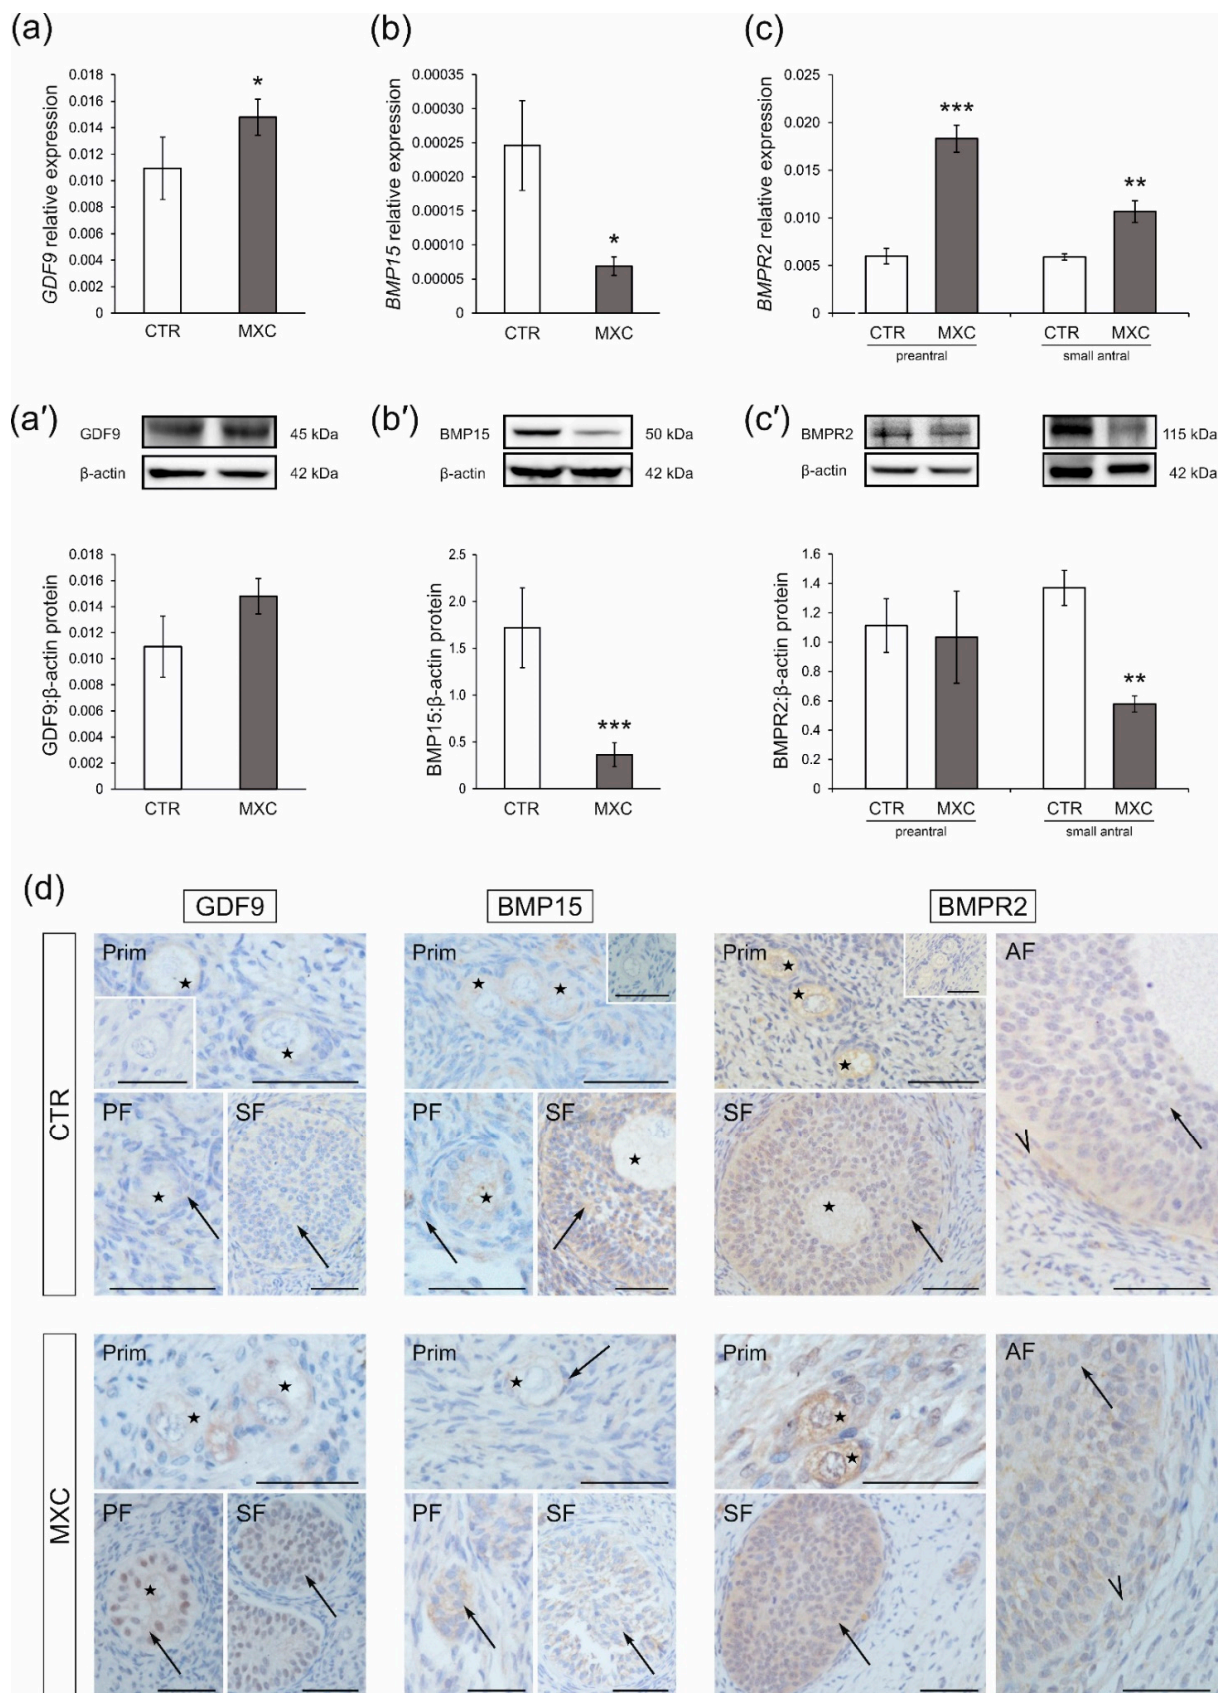 (a)
(b)
(c)
GDF9 relative expression
0.018
0.016
0.014
0.012
0.010
0.008
0.006
0.004
0.002
0
*
CTR
MXC
BMP15 relative expression
0.00035
0.00030
0.00025
0.00020
0.00015
0.00010
0.00005
0
*
CTR
MXC
BMPR2 relative expression
0.025
0.020
0.015
0.010
0.005
0
***
**
CTR
MXC
CTR
MXC
preantral
small antral
(a′)
GDF9
45 kDa
β-actin
42 kDa
(b′)
BMP15
50 kDa
β-actin
42 kDa
(c′)
BMPR2
115 kDa
β-actin
42 kDa
GDF9:β-actin protein
0.018
0.016
0.014
0.012
0.010
0.008
0.006
0.004
0.002
0
CTR
MXC
BMP15:β-actin protein
2.5
2.0
1.5
1.0
0.5
0
***
CTR
MXC
BMPR2:β-actin protein
1.6
1.4
1.2
1.0
0.8
0.6
0.4
0.2
0
**
CTR
MXC
CTR
MXC
preantral
small antral
(d)
GDF9
BMP15
BMPR2
CTR
Prim
Prim
Prim
AF
PF
SF
PF
SF
SF
MXC
Prim
Prim
Prim
AF
PF
SF
PF
SF
SF